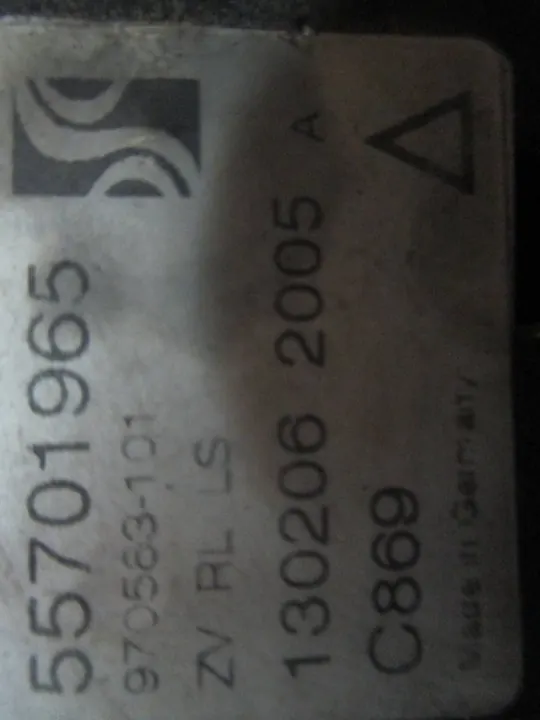 55701965
970563-101
ZV RL LS
130206 2005 A
C869
Made in Germany